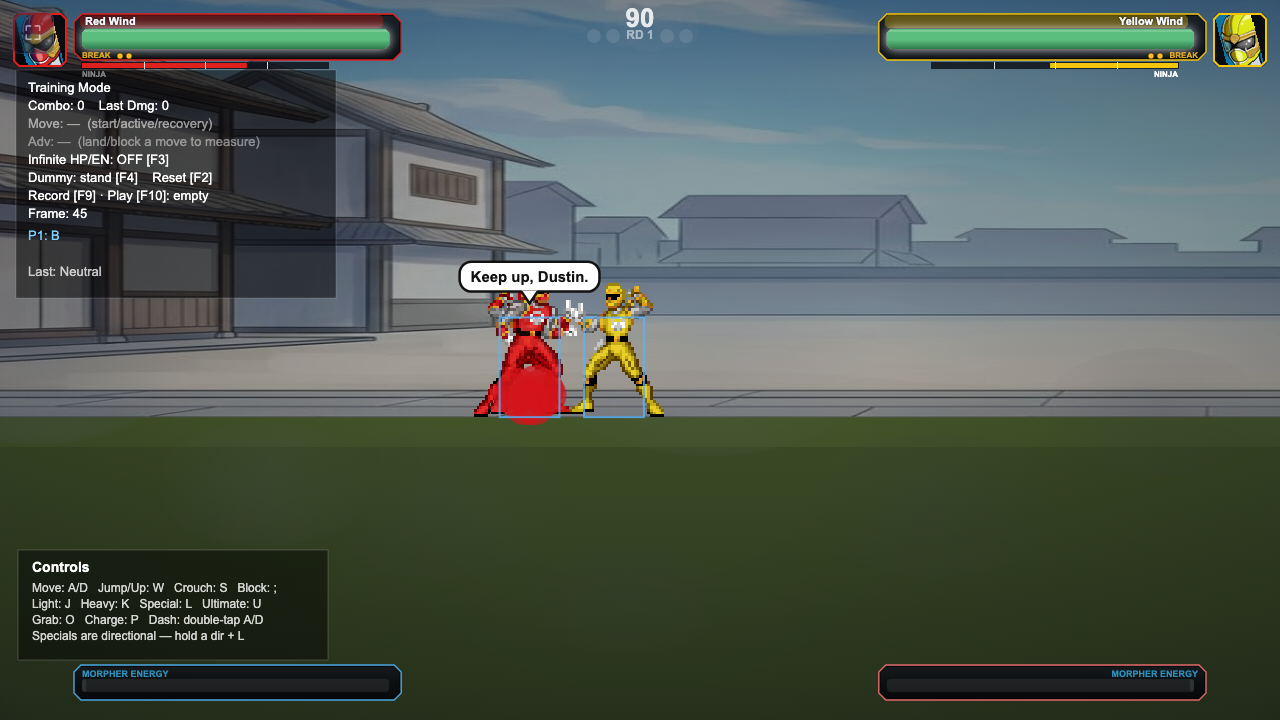 Red Wind
90
RD 1
Yellow Wind
BREAK
BREAK
NINJA
NINJA
Training Mode
Combo: 0 Last Dmg: 0
Move: — (start/active/recovery)
Adv: — (land/block a move to measure)
Infinite HP/EN: OFF [F3]
Dummy: stand [F4] Reset [F2]
Record [F9] · Play [F10]: empty
Frame: 45
P1: B
Last: Neutral
Keep up, Dustin.
Controls
Move: A/D Jump/Up: W Crouch: S Block: ;
Light: J Heavy: K Special: L Ultimate: U
Grab: O Charge: P Dash: double-tap A/D
Specials are directional — hold a dir + L
MORPHER ENERGY
MORPHER ENERGY